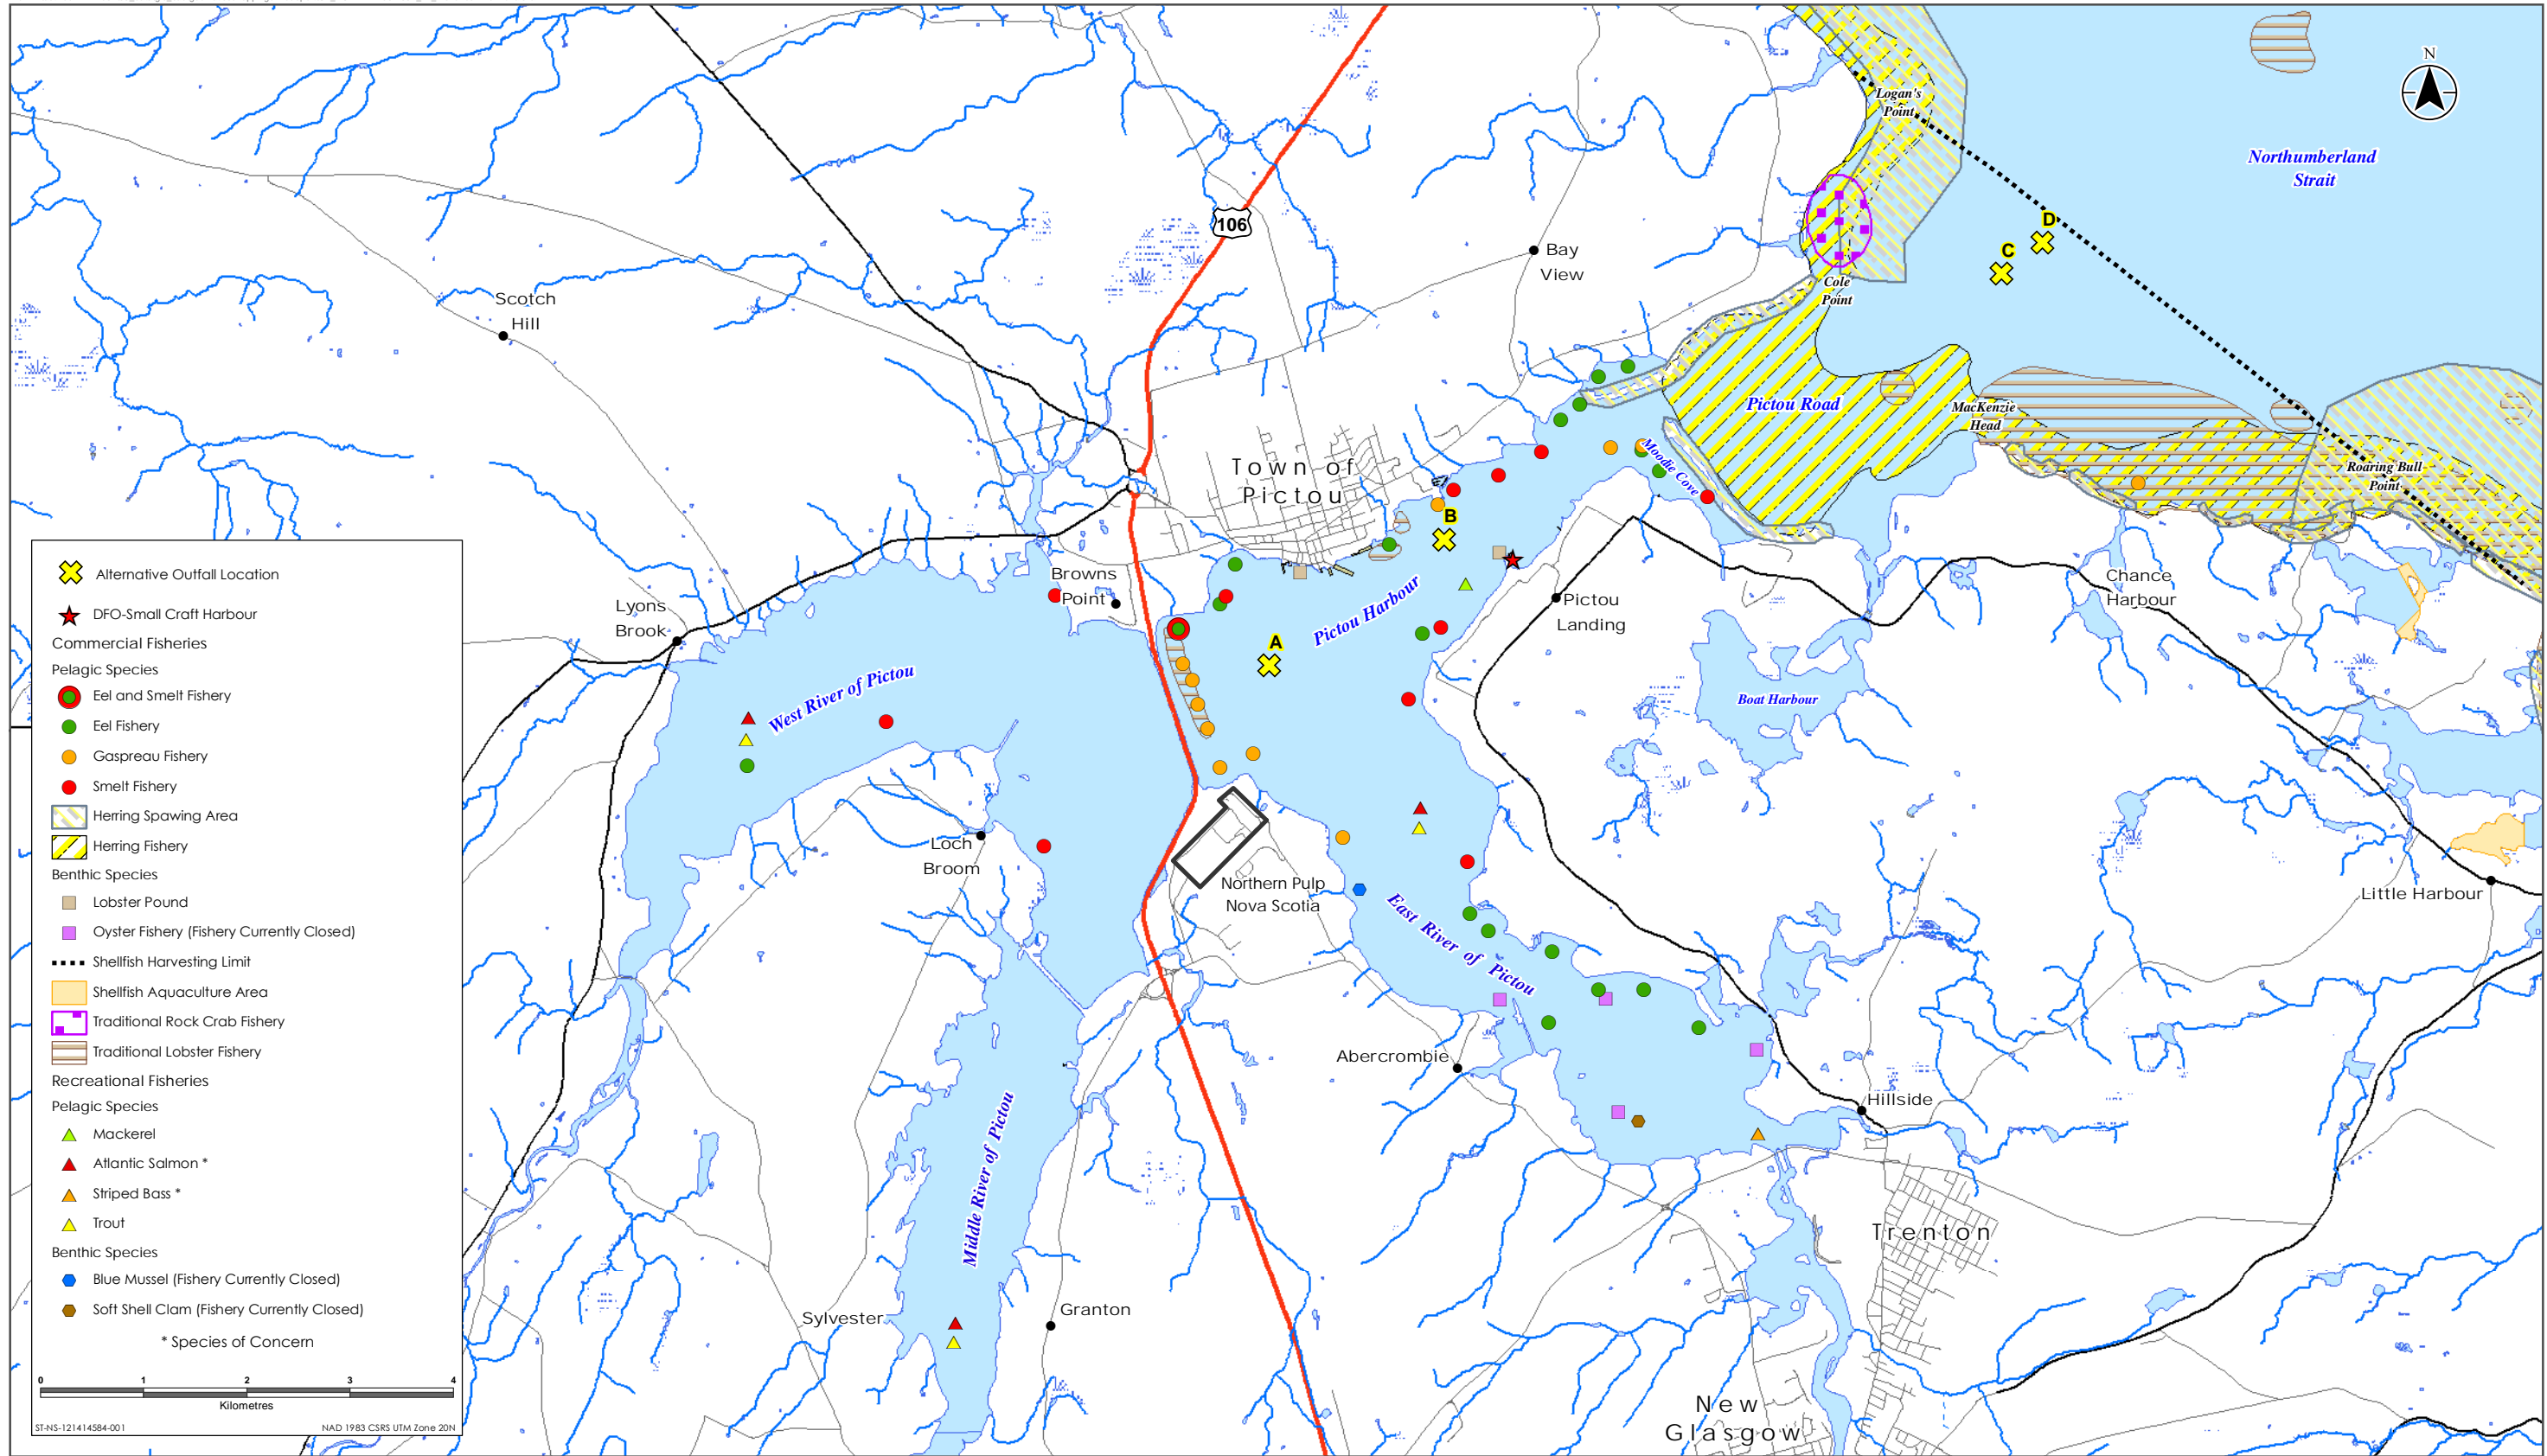 N
Logan's
Point
Northumberland
Strait
106
D
C
Bay
View
Cole
Point
Scotch
Hill
Pictou Road
MacKenzie
Head
Moodie Cove
Roaring Bull
Point
Town of
Pictou
B
Browns
Point
Pictou Harbour
Pictou
Landing
Chance
Harbour
Lyons
Brook
A
West River of Pictou
Boat Harbour
Loch
Broom
Northern Pulp
Nova Scotia
East River of Pictou
Little Harbour
Abercrombie
Hillside
Middle River of Pictou
Trenton
Sylvester
Granton
New
Glasgow
Alternative Outfall Location
DFO-Small Craft Harbour
Commercial Fisheries
Pelagic Species
Eel and Smelt Fishery
Eel Fishery
Gaspreau Fishery
Smelt Fishery
Herring Spawing Area
Herring Fishery
Benthic Species
Lobster Pound
Oyster Fishery (Fishery Currently Closed)
Shellfish Harvesting Limit
Shellfish Aquaculture Area
Traditional Rock Crab Fishery
Traditional Lobster Fishery
Recreational Fisheries
Pelagic Species
Mackerel
Atlantic Salmon *
Striped Bass *
Trout
Benthic Species
Blue Mussel (Fishery Currently Closed)
Soft Shell Clam (Fishery Currently Closed)
* Species of Concern
0 1 2 3 4
Kilometres
ST-NS-121414584-001 NAD 1983 CSRS UTM Zone 20N